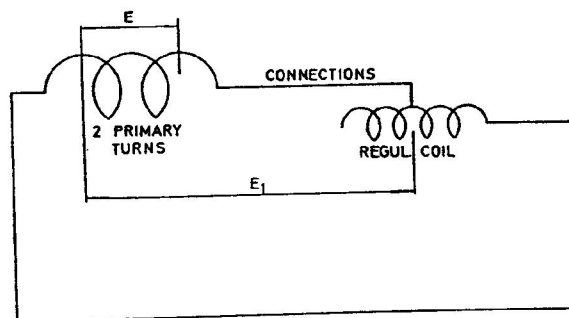 E
CONNECTIONS
2 PRIMARY
TURNS
REGUL. COIL
E1